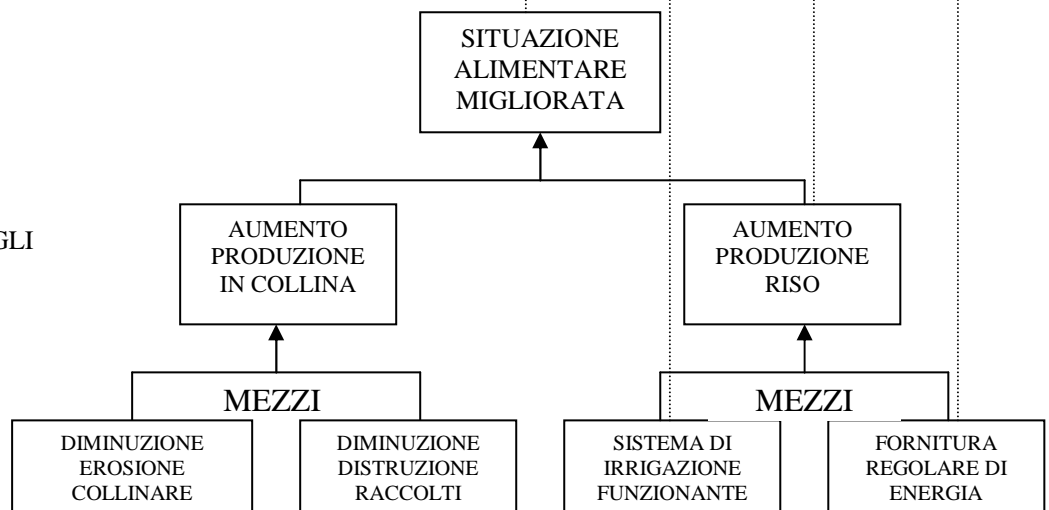 SITUAZIONE
ALIMENTARE
MIGLIORATA
GLI
AUMENTO
PRODUZIONE
IN COLLINA
AUMENTO
PRODUZIONE
RISO
MEZZI
MEZZI
DIMINUZIONE
EROSIONE
COLLINARE
DIMINUZIONE
DISTRUZIONE
RACCOLTI
SISTEMA DI
IRRIGAZIONE
FUNZIONANTE
FORNITURA
REGOLARE DI
ENERGIA